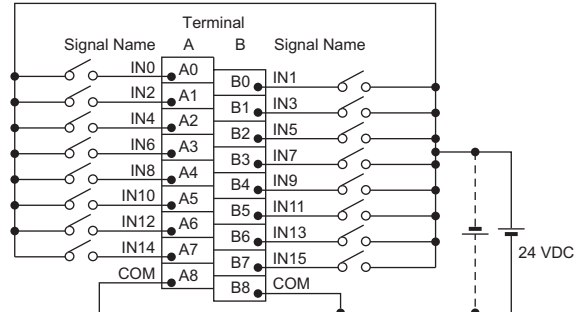 Terminal
Signal Name A B Signal Name
IN0 A0
B0 IN1
IN2 A1
B1 IN3
IN4 A2
B2 IN5
IN6 A3
B3 IN7
IN8 A4
B4 IN9
IN10 A5
B5 IN11
IN12 A6
B6 IN13
IN14 A7
B7 IN15
COM A8
B8 COM
24 VDC